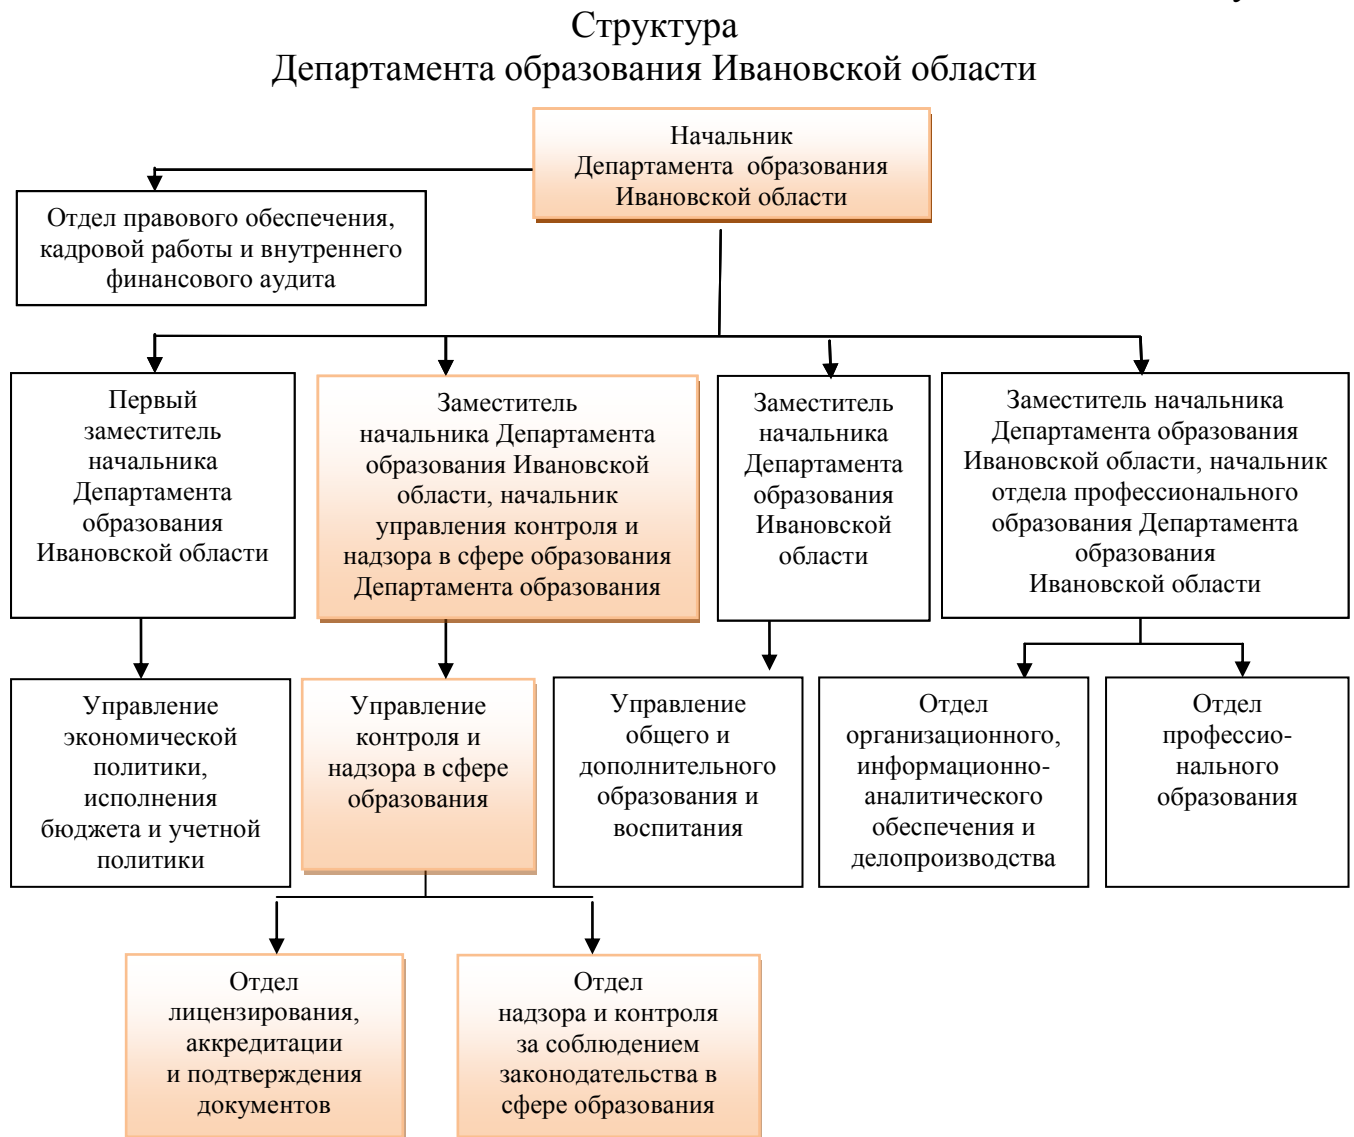 Структура
Департамента образования Ивановской области
Начальник
Департамента образования
Ивановской области
Отдел правового обеспечения,
кадровой работы и внутреннего
финансового аудита
Первый
заместитель
начальника
Департамента
образования
Ивановской области
Заместитель
начальника Департамента
образования Ивановской
области, начальник
управления контроля и
надзора в сфере образования
Департамента образования
Заместитель
начальника
Департамента
образования
Ивановской
области
Заместитель начальника
Департамента образования
Ивановской области, начальник
отдела профессионального
образования Департамента
образования
Ивановской области
Управление
экономической
политики,
исполнения
бюджета и учетной
политики
Управление
контроля и
надзора в сфере
образования
Управление
общего и
дополнительного
образования и
воспитания
Отдел
организационного,
информационно-
аналитического
обеспечения и
делопроизводства
Отдел
профессио-
нального
образования
Отдел
лицензирования,
аккредитации
и подтверждения
документов
Отдел
надзора и контроля
за соблюдением
законодательства в
сфере образования